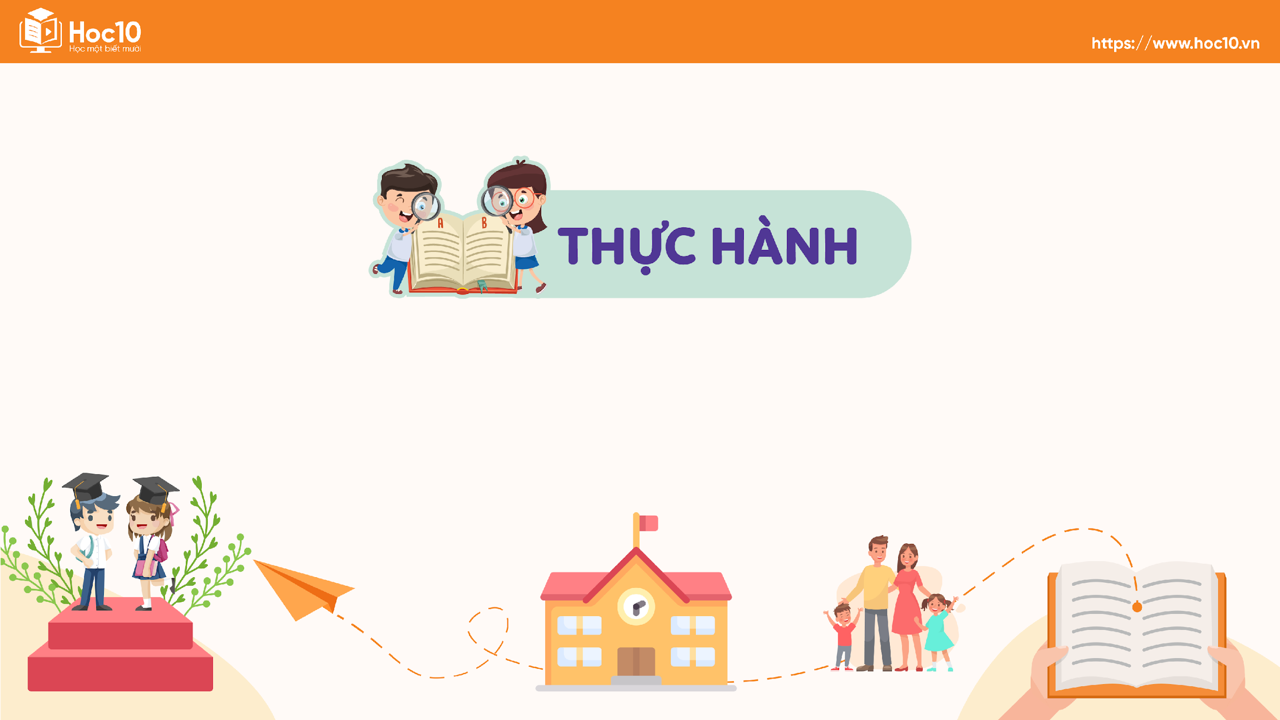 Hoc10
Học một biết mười
https://www.hoc10.vn
A B
THỰC HÀNH